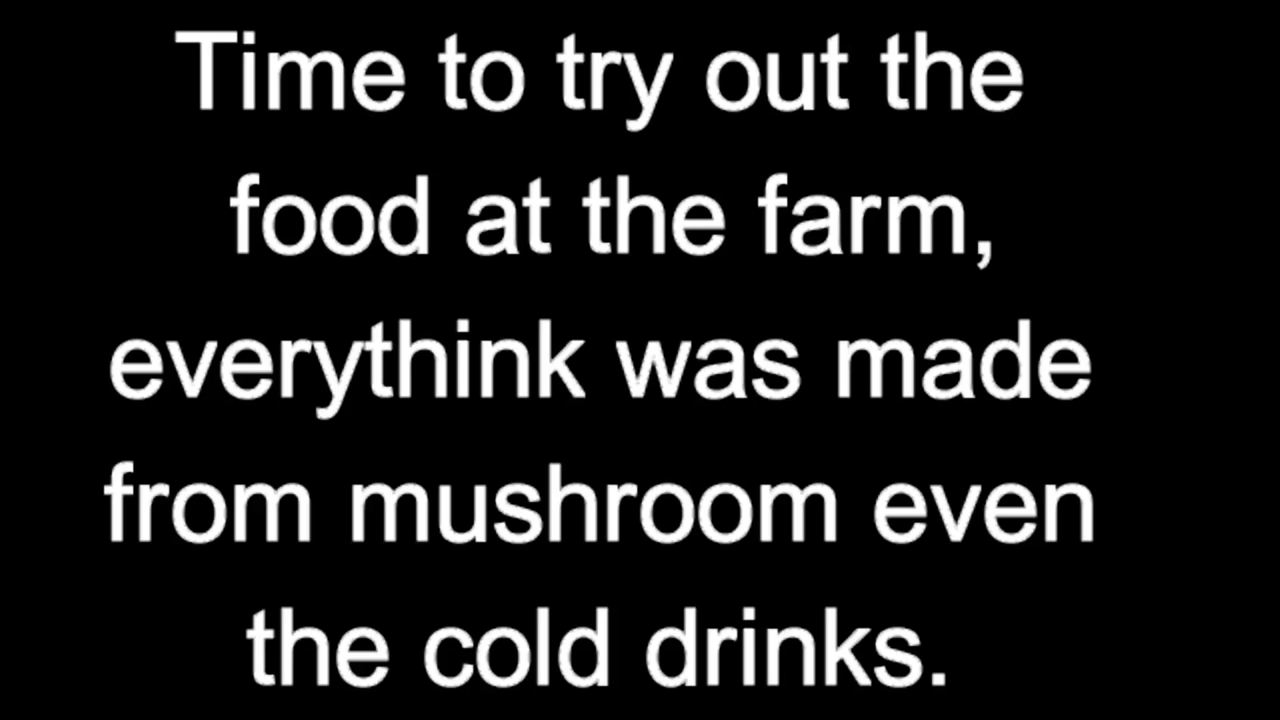 Time to try out the
food at the farm,
everythink was made
from mushroom even
the cold drinks.